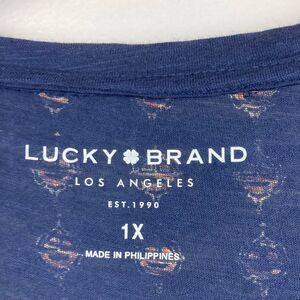 LUCKY BRAND
LOS ANGELES
EST. 1990
1X
MADE IN PHILIPPINES